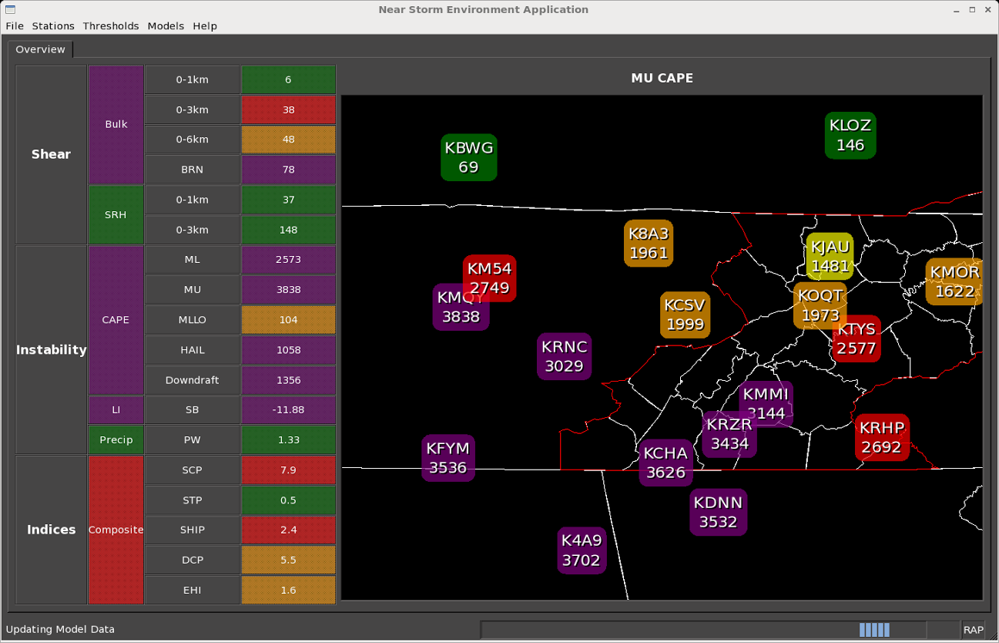 Near Storm Environment Application
File Stations Thresholds Models Help
Overview
Shear
Bulk
0-1km 6
0-3km 38
0-6km 48
BRN 78
SRH
0-1km 37
0-3km 148
Instability
CAPE
ML 2573
MU 3838
MLLO 104
HAIL 1058
Downdraft 1356
LI SB -11.88
Precip PW 1.33
Indices
Composite
SCP 7.9
STP 0.5
SHIP 2.4
DCP 5.5
EHI 1.6
MU CAPE
KLOZ
146
KBWG
69
K8A3
1961
KJAU
1481
KM54
2749
KMOR
1622
KMQY
3838
KOQT
1973
KCSV
1999
KTYS
2577
KRNC
3029
KMMI
3144
KRZR
3434
KRHP
2692
KFYM
3536
KCHA
3626
KDNN
3532
K4A9
3702
Updating Model Data
RAP